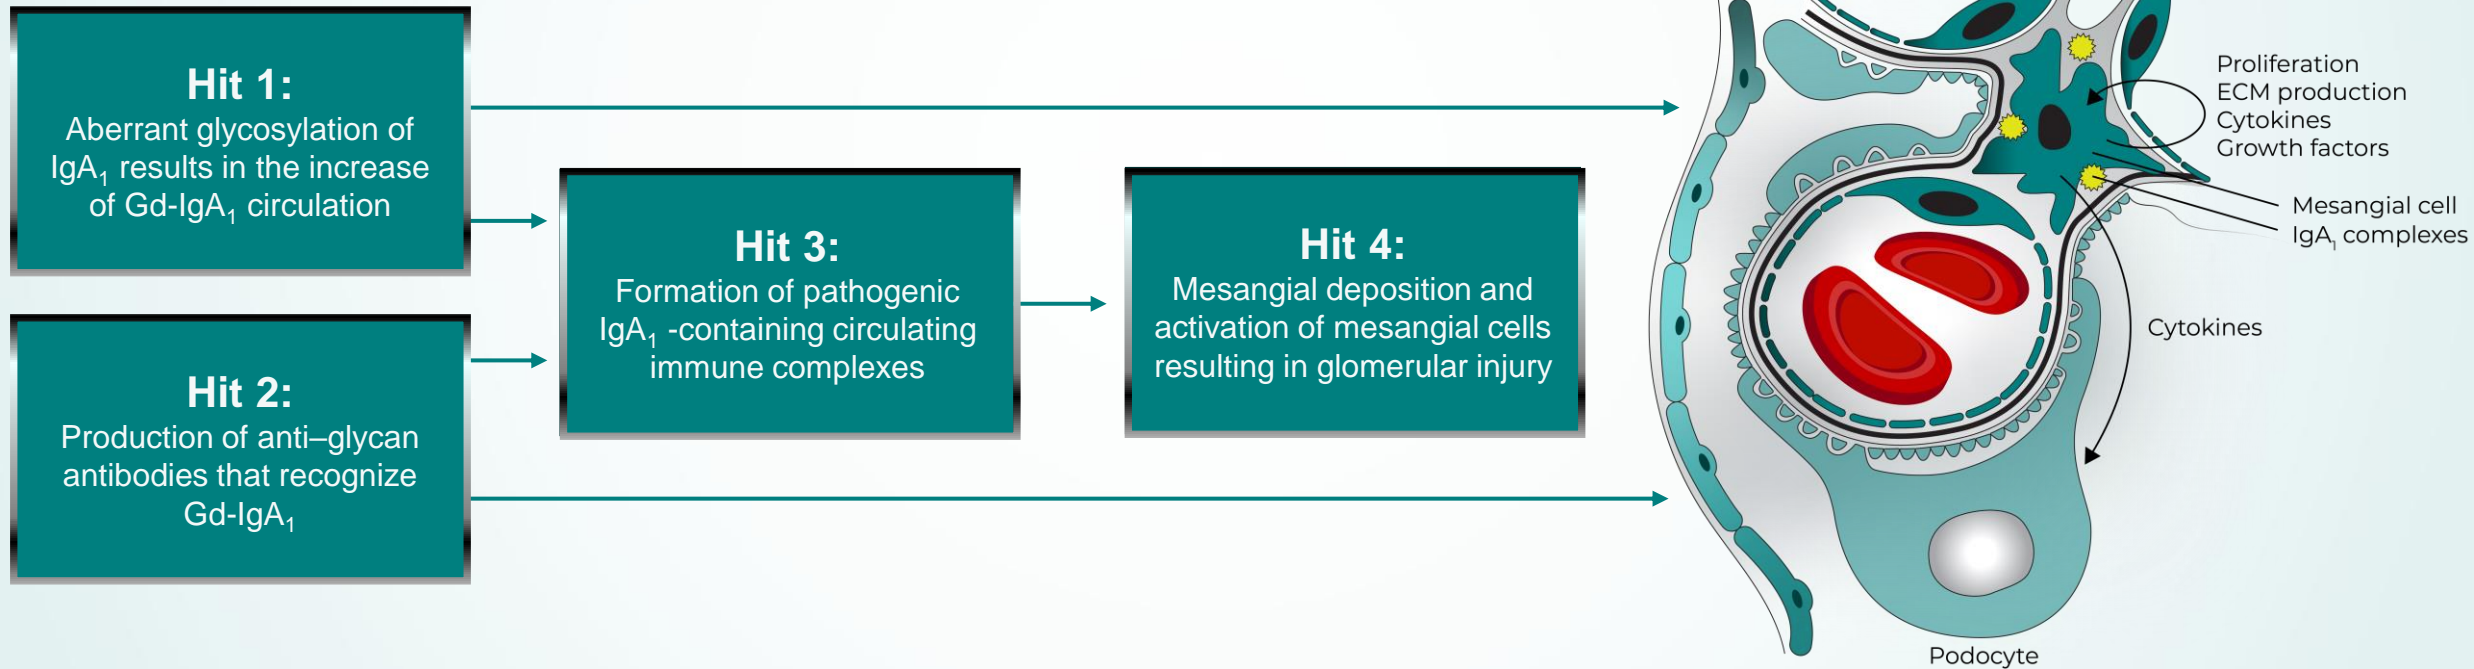 Hit 1:
Aberrant glycosylation of
IgA₁ results in the increase
of Gd-IgA₁ circulation
Hit 2:
Production of anti–glycan
antibodies that recognize
Gd-IgA₁
Hit 3:
Formation of pathogenic
IgA₁ -containing circulating
immune complexes
Hit 4:
Mesangial deposition and
activation of mesangial cells
resulting in glomerular injury
Proliferation
ECM production
Cytokines
Growth factors
Mesangial cell
IgA₁ complexes
Cytokines
Podocyte